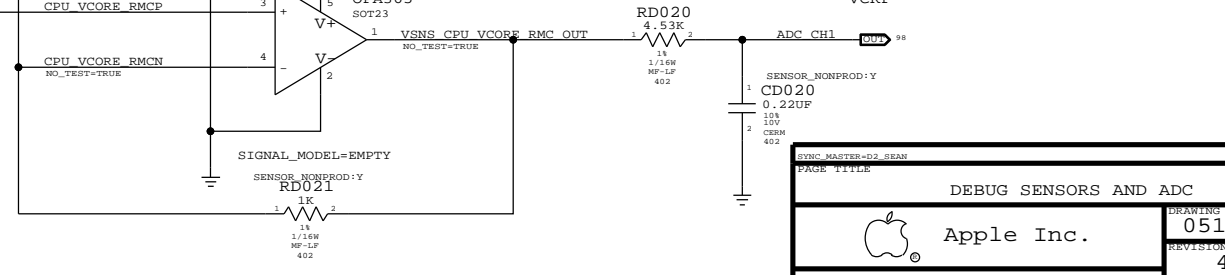 CPU_VCORE_RMCP
3
+
5
V+
SOT23
1
VSNS_CPU_VCORE_RMC_OUT
NO_TEST=TRUE
RD020
4.53K
1
2
1%
1/16W
MF-LF
402
ADC_CH1
OUT
98
4
CPU_VCORE_RMCN
NO_TEST=TRUE
-
V-
2
SENSOR_NONPROD:Y
1
CD020
0.22UF
10%
10V
CERM
402
2
SIGNAL_MODEL=EMPTY
SENSOR_NONPROD:Y
RD021
1K
1
2
1%
1/16W
MF-LF
402
SYNC_MASTER=D2_SEAN
PAGE TITLE
DEBUG SENSORS AND ADC
Apple Inc.
®
DRAWING
051
REVISION
4